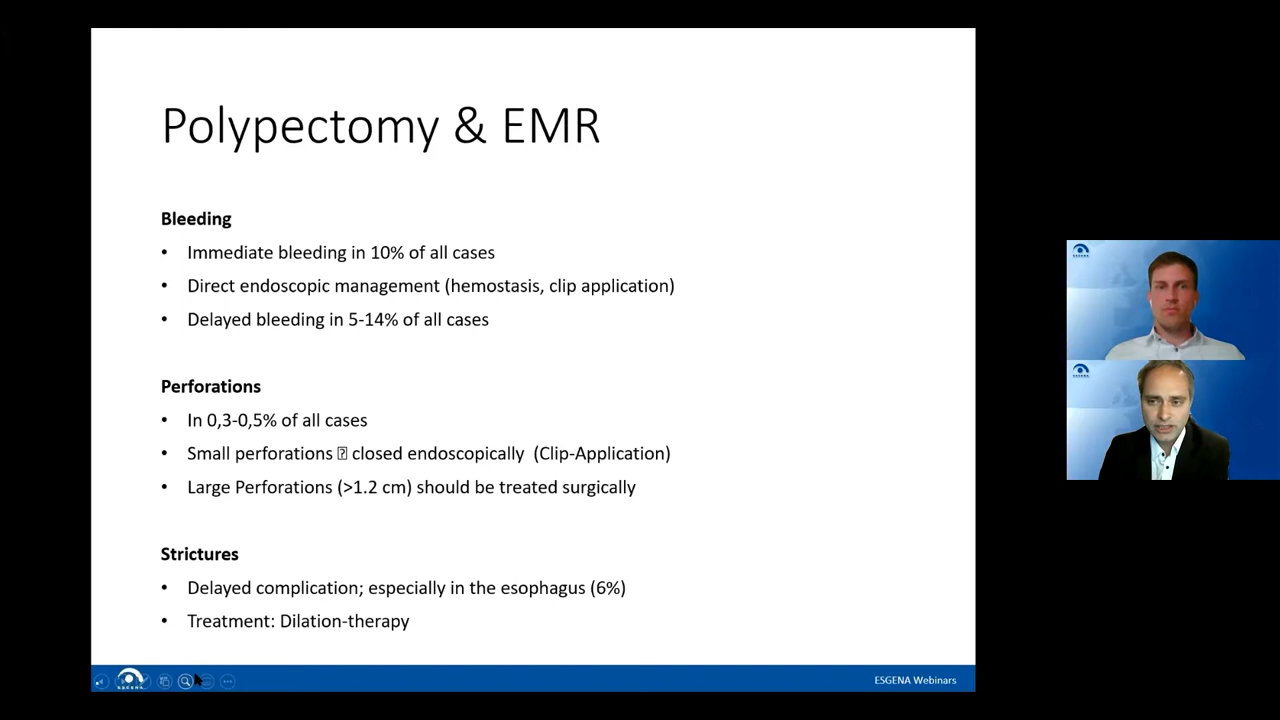 Polypectomy & EMR
Bleeding
• Immediate bleeding in 10% of all cases
• Direct endoscopic management (hemostasis, clip application)
• Delayed bleeding in 5-14% of all cases
Perforations
• In 0,3-0,5% of all cases
• Small perforations closed endoscopically (Clip-Application)
• Large Perforations (>1.2 cm) should be treated surgically
Strictures
• Delayed complication; especially in the esophagus (6%)
• Treatment: Dilation-therapy
ESGENA
ESGENA Webinars
ESGENA
ESGENA